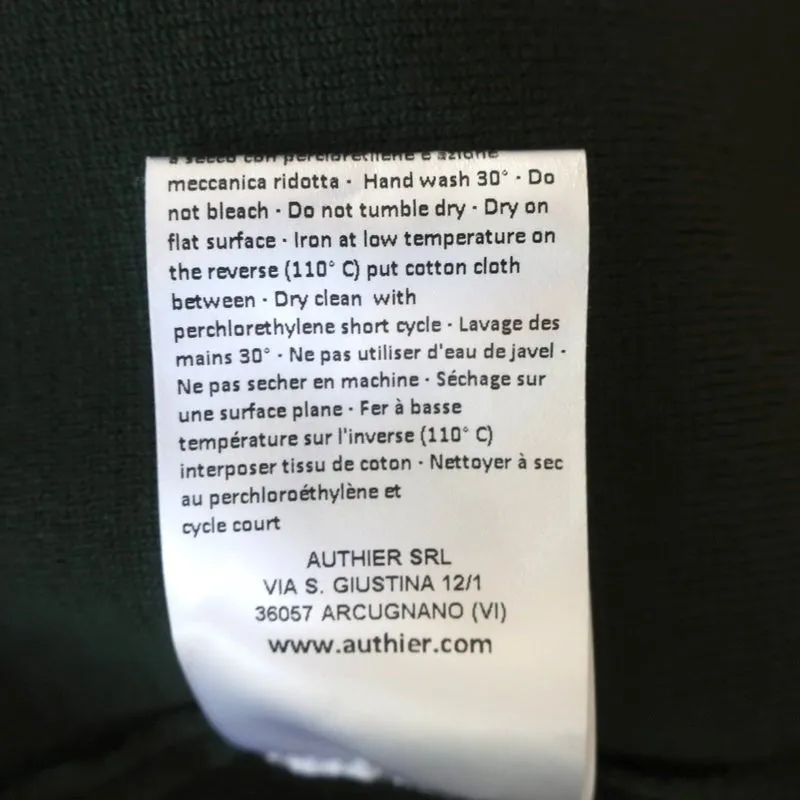 a secco con percloretilene e azione
meccanica ridotta · Hand wash 30° · Do
not bleach · Do not tumble dry · Dry on
flat surface · Iron at low temperature on
the reverse (110° C) put cotton cloth
between · Dry clean with
perchlorethylene short cycle · Lavage des
mains 30° · Ne pas utiliser d'eau de javel ·
Ne pas secher en machine · Séchage sur
une surface plane · Fer à basse
température sur l'inverse (110° C)
interposer tissu de coton · Nettoyer à sec
au perchloroéthylène et
cycle court
AUTHIER SRL
VIA S. GIUSTINA 12/1
36057 ARCUGNANO (VI)
www.authier.com